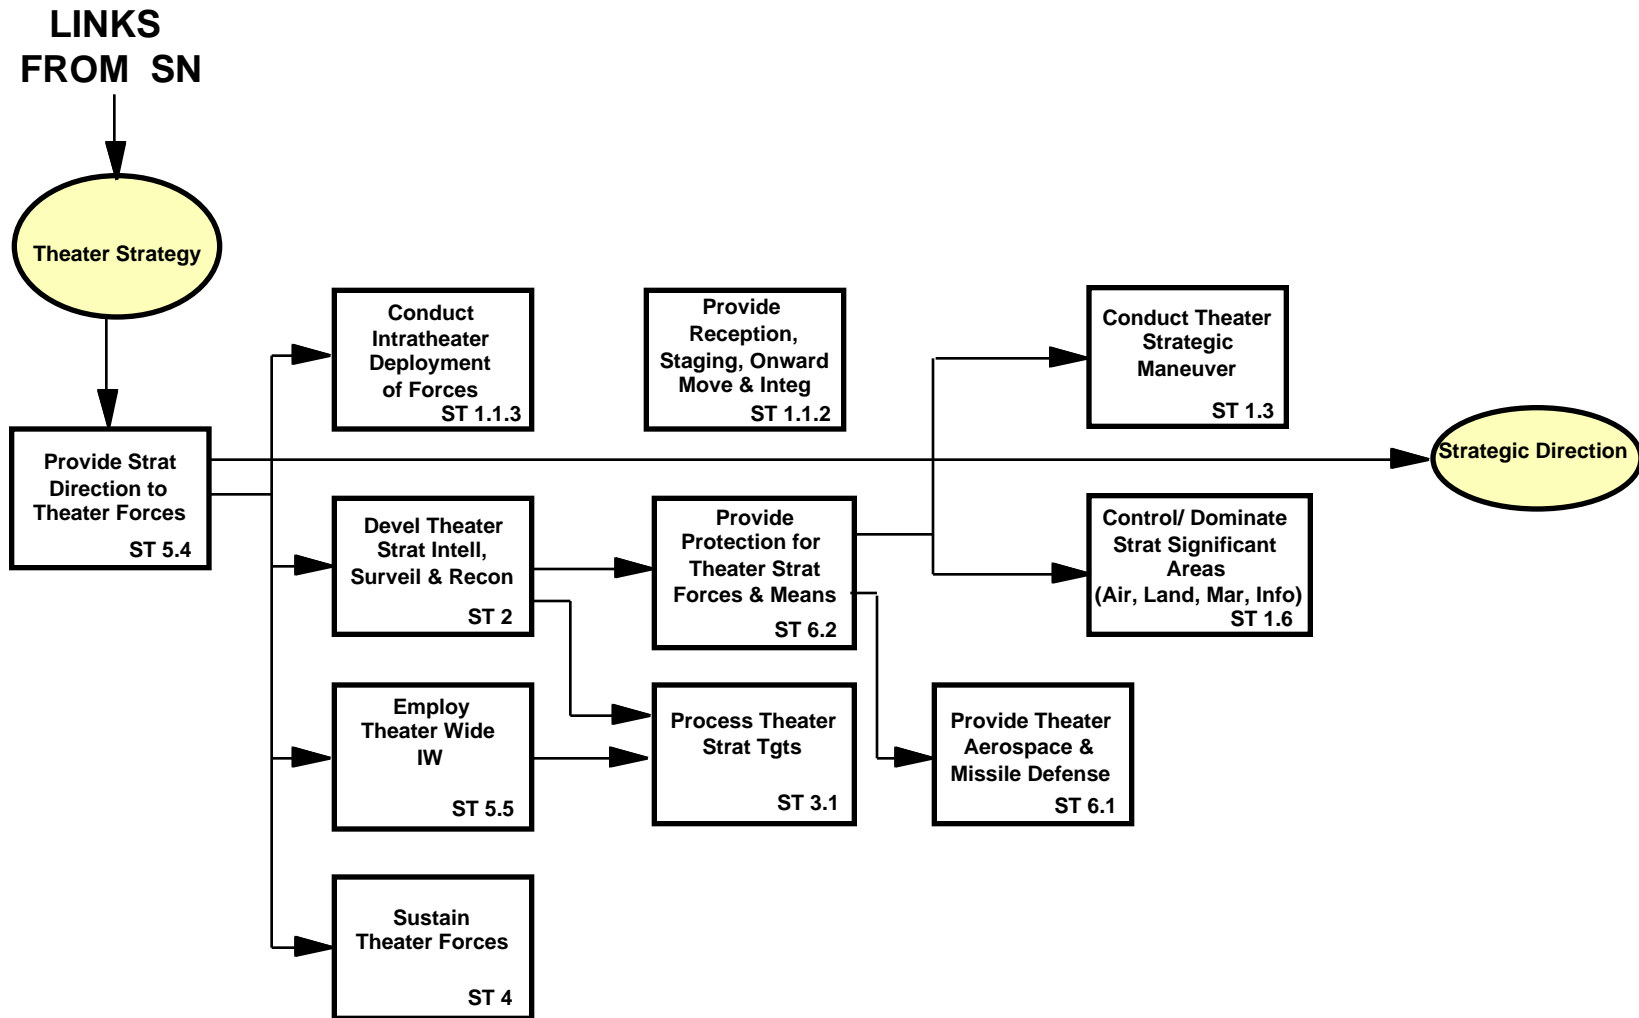 LINKS
FROM SN
Theater Strategy
Provide Strat
Direction to
Theater Forces
ST 5.4
Conduct
Intratheater
Deployment
of Forces
ST 1.1.3
Provide
Reception,
Staging, Onward
Move & Integ
ST 1.1.2
Conduct Theater
Strategic
Maneuver
ST 1.3
Strategic Direction
Devel Theater
Strat Intell,
Surveil & Recon
ST 2
Provide
Protection for
Theater Strat
Forces & Means
ST 6.2
Control/ Dominate
Strat Significant
Areas
(Air, Land, Mar, Info)
ST 1.6
Employ
Theater Wide
IW
ST 5.5
Process Theater
Strat Tgts
ST 3.1
Provide Theater
Aerospace &
Missile Defense
ST 6.1
Sustain
Theater Forces
ST 4